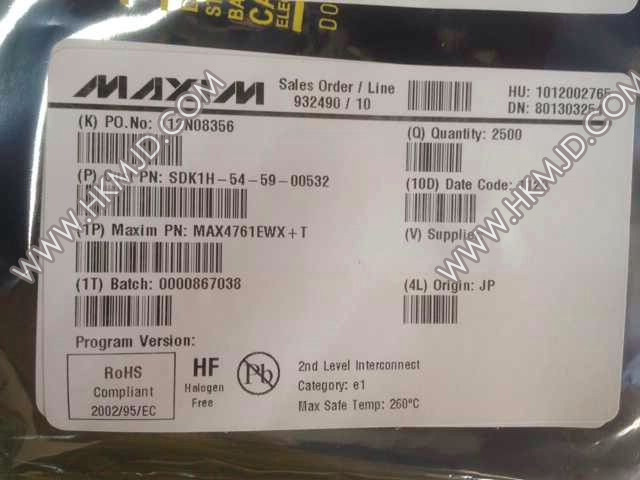 DO
MAXIM
Sales Order / Line
932490 / 10
HU: 101200276
DN: 80130325
(K) PO.No: 12N08356
(Q) Quantity: 2500
(P) PN: SDK1H-54-59-00532
(10D) Date Code:
(1P) Maxim PN: MAX4761EWX+T
(V) Supplier
(1T) Batch: 0000867038
(4L) Origin: JP
Program Version:
RoHS
Compliant
2002/95/EC
HF
Halogen
Free
Pb
2nd Level Interconnect
Category: e1
Max Safe Temp: 260°C
WWW.HKMJD.COM
WWW.HKMJD.COM